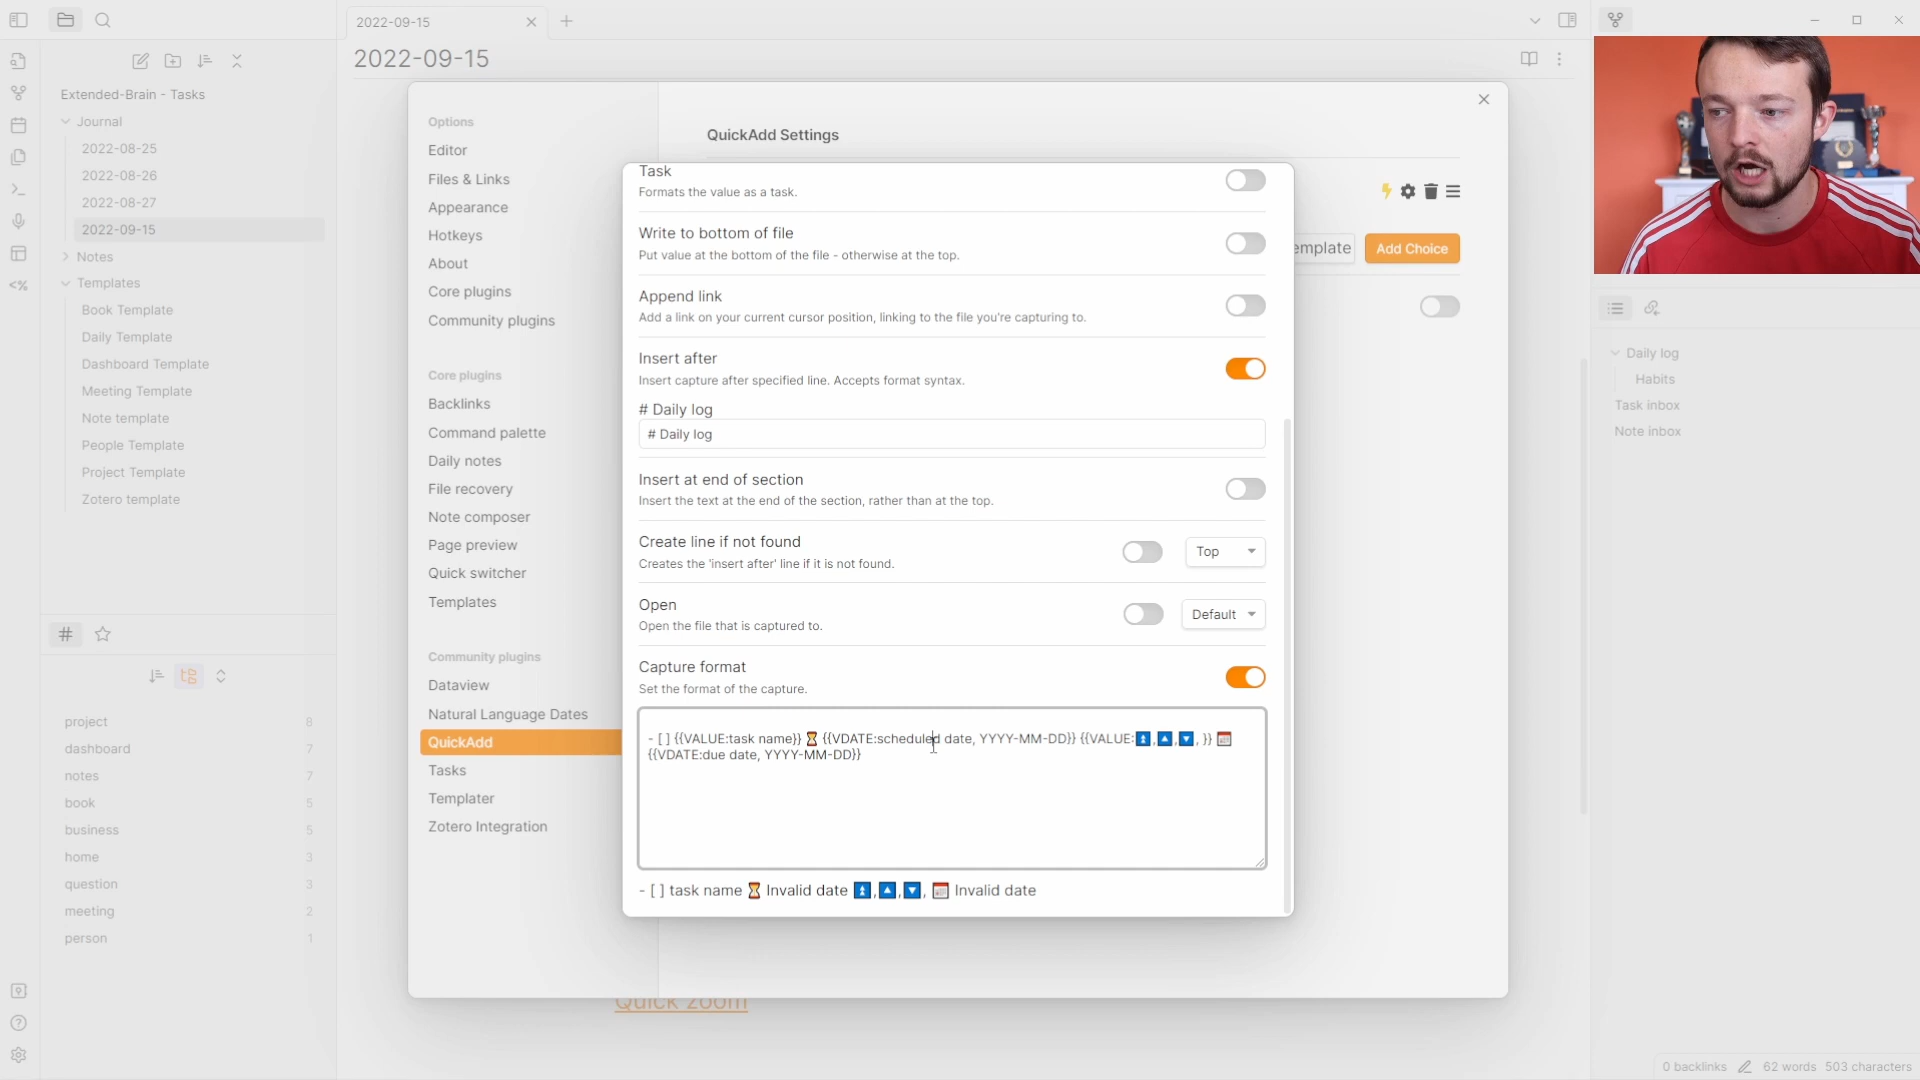 2022-09-15
2022-09-15
Extended-Brain - Tasks
Journal
2022-08-25
2022-08-26
2022-08-27
2022-09-15
Notes
Templates
Book Template
Daily Template
Dashboard Template
Meeting Template
Note template
People Template
Project Template
Zotero template
project 8
dashboard 7
notes 7
book 5
business 5
home 3
question 3
meeting 2
person 1
Options
Editor
Files & Links
Appearance
Hotkeys
About
Core plugins
Community plugins
Core plugins
Backlinks
Command palette
Daily notes
File recovery
Note composer
Page preview
Quick switcher
Templates
Community plugins
Dataview
Natural Language Dates
QuickAdd
Tasks
Templater
Zotero Integration
QuickAdd Settings
emplate
Add Choice
Task
Formats the value as a task.
Write to bottom of file
Put value at the bottom of the file - otherwise at the top.
Append link
Add a link on your current cursor position, linking to the file you're capturing to.
Insert after
Insert capture after specified line. Accepts format syntax.
# Daily log
# Daily log
Insert at end of section
Insert the text at the end of the section, rather than at the top.
Create line if not found
Creates the 'insert after' line if it is not found.
Top
Open
Open the file that is captured to.
Default
Capture format
Set the format of the capture.
- [ ] {{VALUE:task name}} ⏳ {{VDATE:scheduled date, YYYY-MM-DD}} {{VALUE:⏫,🔼,🔽, }} 📅
{{VDATE:due date, YYYY-MM-DD}}
- [ ] task name ⏳ Invalid date ⏫,🔼,🔽, 📅 Invalid date
Quick zoom
Daily log
Habits
Task inbox
Note inbox
0 backlinks 62 words 503 characters